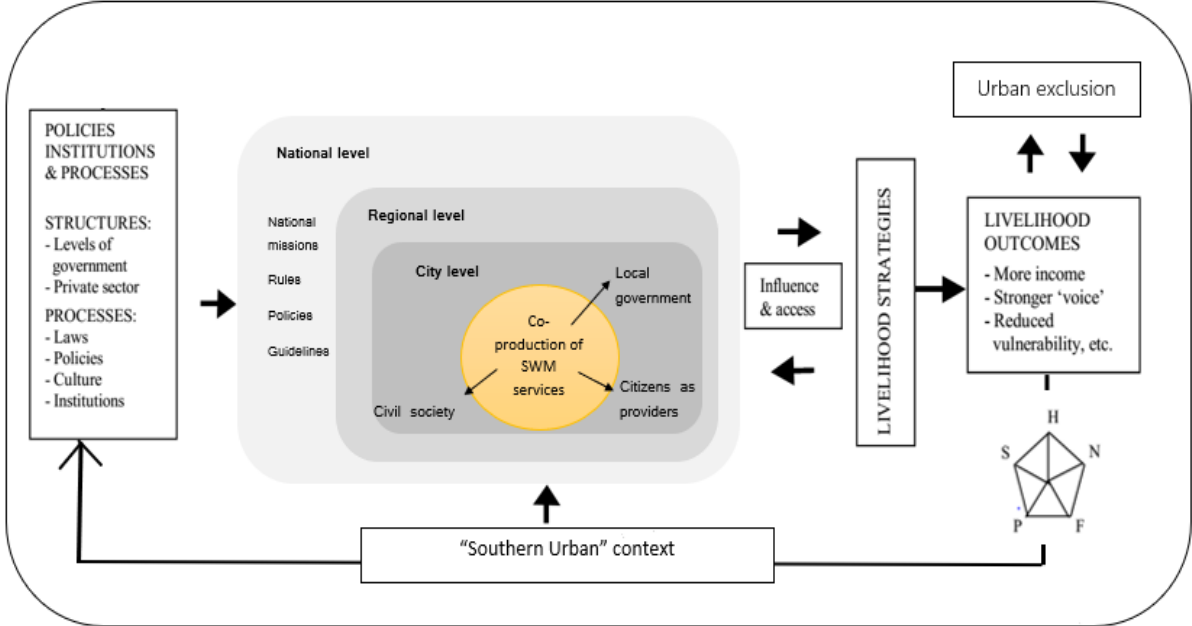 POLICIES
INSTITUTIONS
& PROCESSES
STRUCTURES:
- Levels of
government
- Private sector
PROCESSES:
- Laws
- Policies
- Culture
- Institutions
National level
National
missions
Rules
Policies
Guidelines
Regional level
City level
Local
government
Co-
production of
SWM
services
Civil society
Citizens as
providers
Influence
& access
LIVELIHOOD STRATEGIES
Urban exclusion
LIVELIHOOD
OUTCOMES
- More income
- Stronger ‘voice’
- Reduced
vulnerability, etc.
H
S
N
P
F
“Southern Urban” context